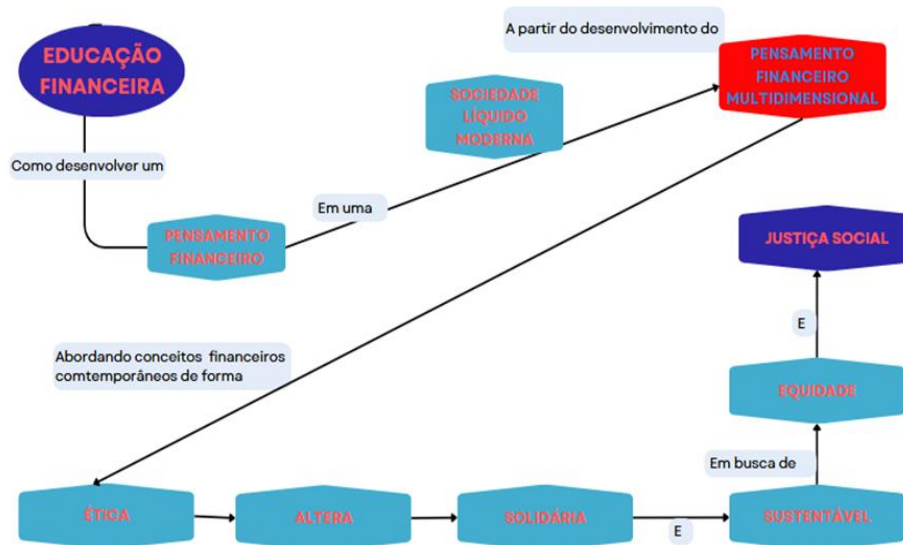 EDUCAÇÃO
FINANCEIRA
Como desenvolver um
PENSAMENTO
FINANCEIRO
Em uma
SOCIEDADE
LÍQUIDO
MODERNA
A partir do desenvolvimento do
PENSAMENTO
FINANCEIRO
MULTIDIMENSIONAL
Abordando conceitos financeiros
comtemporâneos de forma
ÉTICA
ALTERA
SOLIDÁRIA
E
SUSTENTÁVEL
Em busca de
EQUIDADE
E
JUSTIÇA SOCIAL